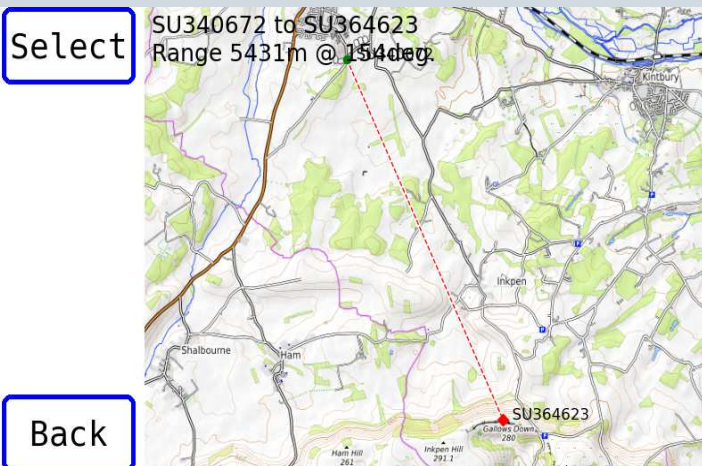 Select
SU340672 to SU364623
Range 5431m @ 154deg.
Kintbury
Inkpen
Shalbourne
Ham
SU364623
Gallows Down
280
Ham Hill
261
Inkpen Hill
291.1
Back